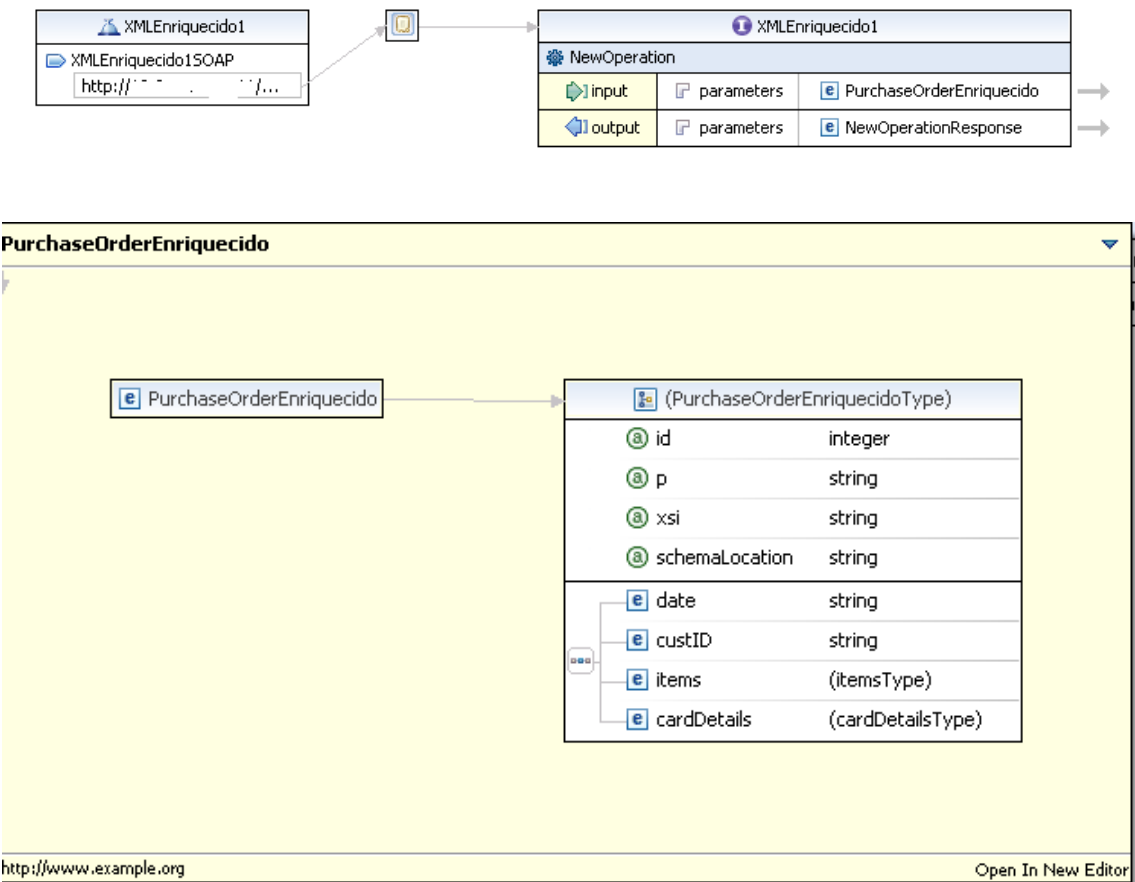 XMLEnriquecido1
XMLEnriquecido1SOAP
http:// /...
XMLEnriquecido1
NewOperation
input parameters e PurchaseOrderEnriquecido
output parameters e NewOperationResponse
PurchaseOrderEnriquecido
e PurchaseOrderEnriquecido
(PurchaseOrderEnriquecidoType)
a id integer
a p string
a xsi string
a schemaLocation string
e date string
e custID string
e items (itemsType)
e cardDetails (cardDetailsType)
http://www.example.org
Open In New Editor